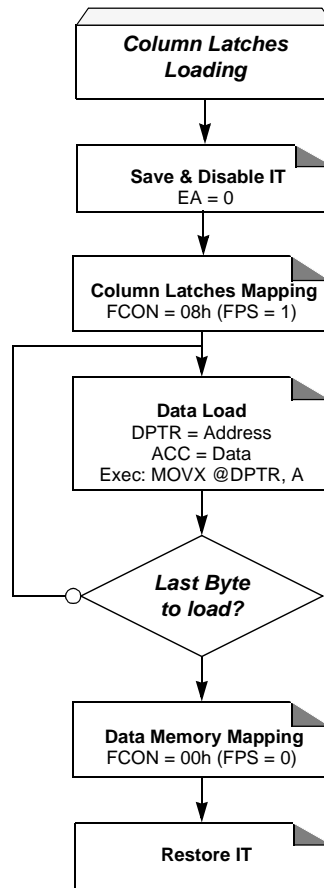 Column Latches
Loading
Save & Disable IT
EA = 0
Column Latches Mapping
FCON = 08h (FPS = 1)
Data Load
DPTR = Address
ACC = Data
Exec: MOVX @DPTR, A
Last Byte
to load?
Data Memory Mapping
FCON = 00h (FPS = 0)
Restore IT